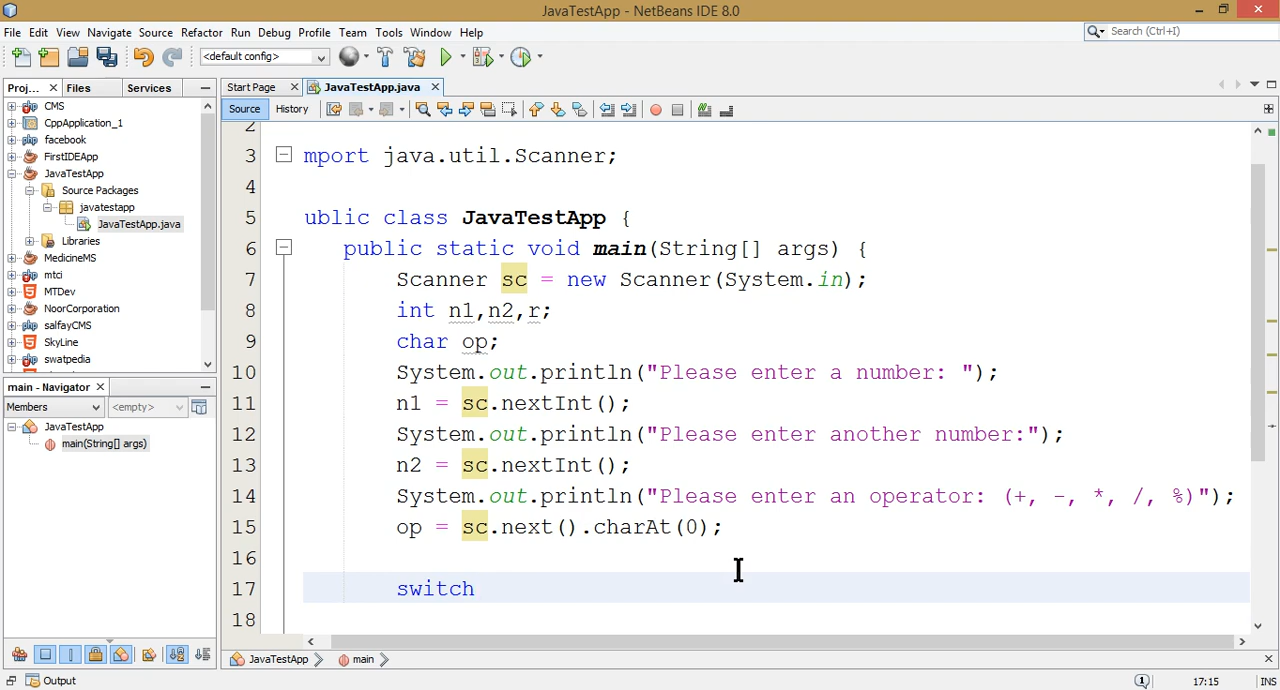 JavaTestApp - NetBeans IDE 8.0
File Edit View Navigate Source Refactor Run Debug Profile Team Tools Window Help
Search (Ctrl+I)
<default config>
Proj... Files Services
CMS
CppApplication_1
facebook
FirstIDEApp
JavaTestApp
Source Packages
javatestapp
JavaTestApp.java
Libraries
MedicineMS
mtci
MTDev
NoorCorporation
salfayCMS
SkyLine
swatpedia
main - Navigator
Members <empty>
JavaTestApp
main(String[] args)
Start Page JavaTestApp.java
Source History
2
3 mport java.util.Scanner;
4
5 ublic class JavaTestApp {
6 public static void main(String[] args) {
7 Scanner sc = new Scanner(System.in);
8 int n1,n2,r;
9 char op;
10 System.out.println("Please enter a number: ");
11 n1 = sc.nextInt();
12 System.out.println("Please enter another number:");
13 n2 = sc.nextInt();
14 System.out.println("Please enter an operator: (+, -, *, /, %)");
15 op = sc.next().charAt(0);
16
17 switch
18
JavaTestApp main
Output
1 17:15 INS